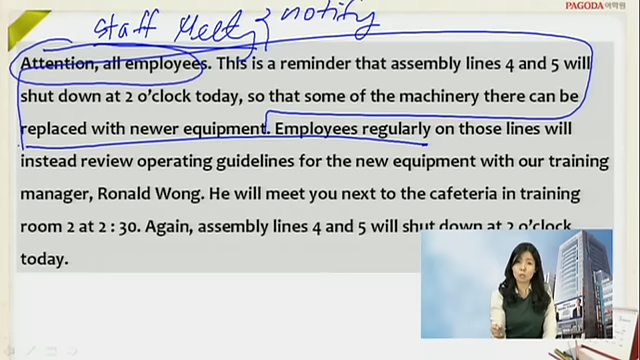 PAGODA 어학원
staff Meeting notify
Attention, all employees. This is a reminder that assembly lines 4 and 5 will
shut down at 2 o'clock today, so that some of the machinery there can be
replaced with newer equipment. Employees regularly on those lines will
instead review operating guidelines for the new equipment with our training
manager, Ronald Wong. He will meet you next to the cafeteria in training
room 2 at 2 : 30. Again, assembly lines 4 and 5 will shut down at 2 o'clock
today.